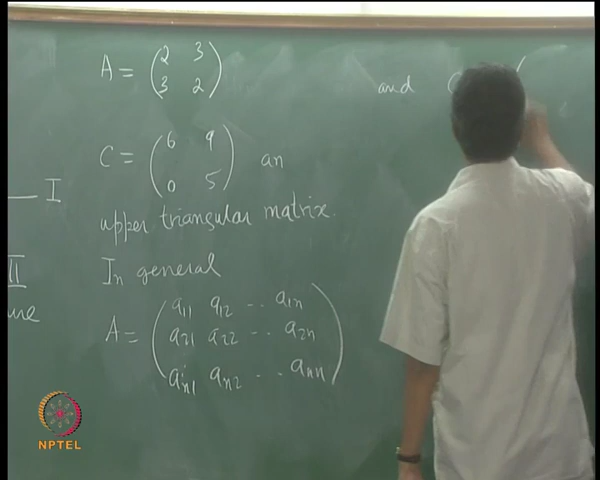 A = (2 3
3 2)
C = (6 9
0 5) an
upper triangular matrix.
In general
A = (a11 a12 .. a1n
a21 a22 .. a2n
an1 an2 .. ann)
I
II
and C
NPTEL